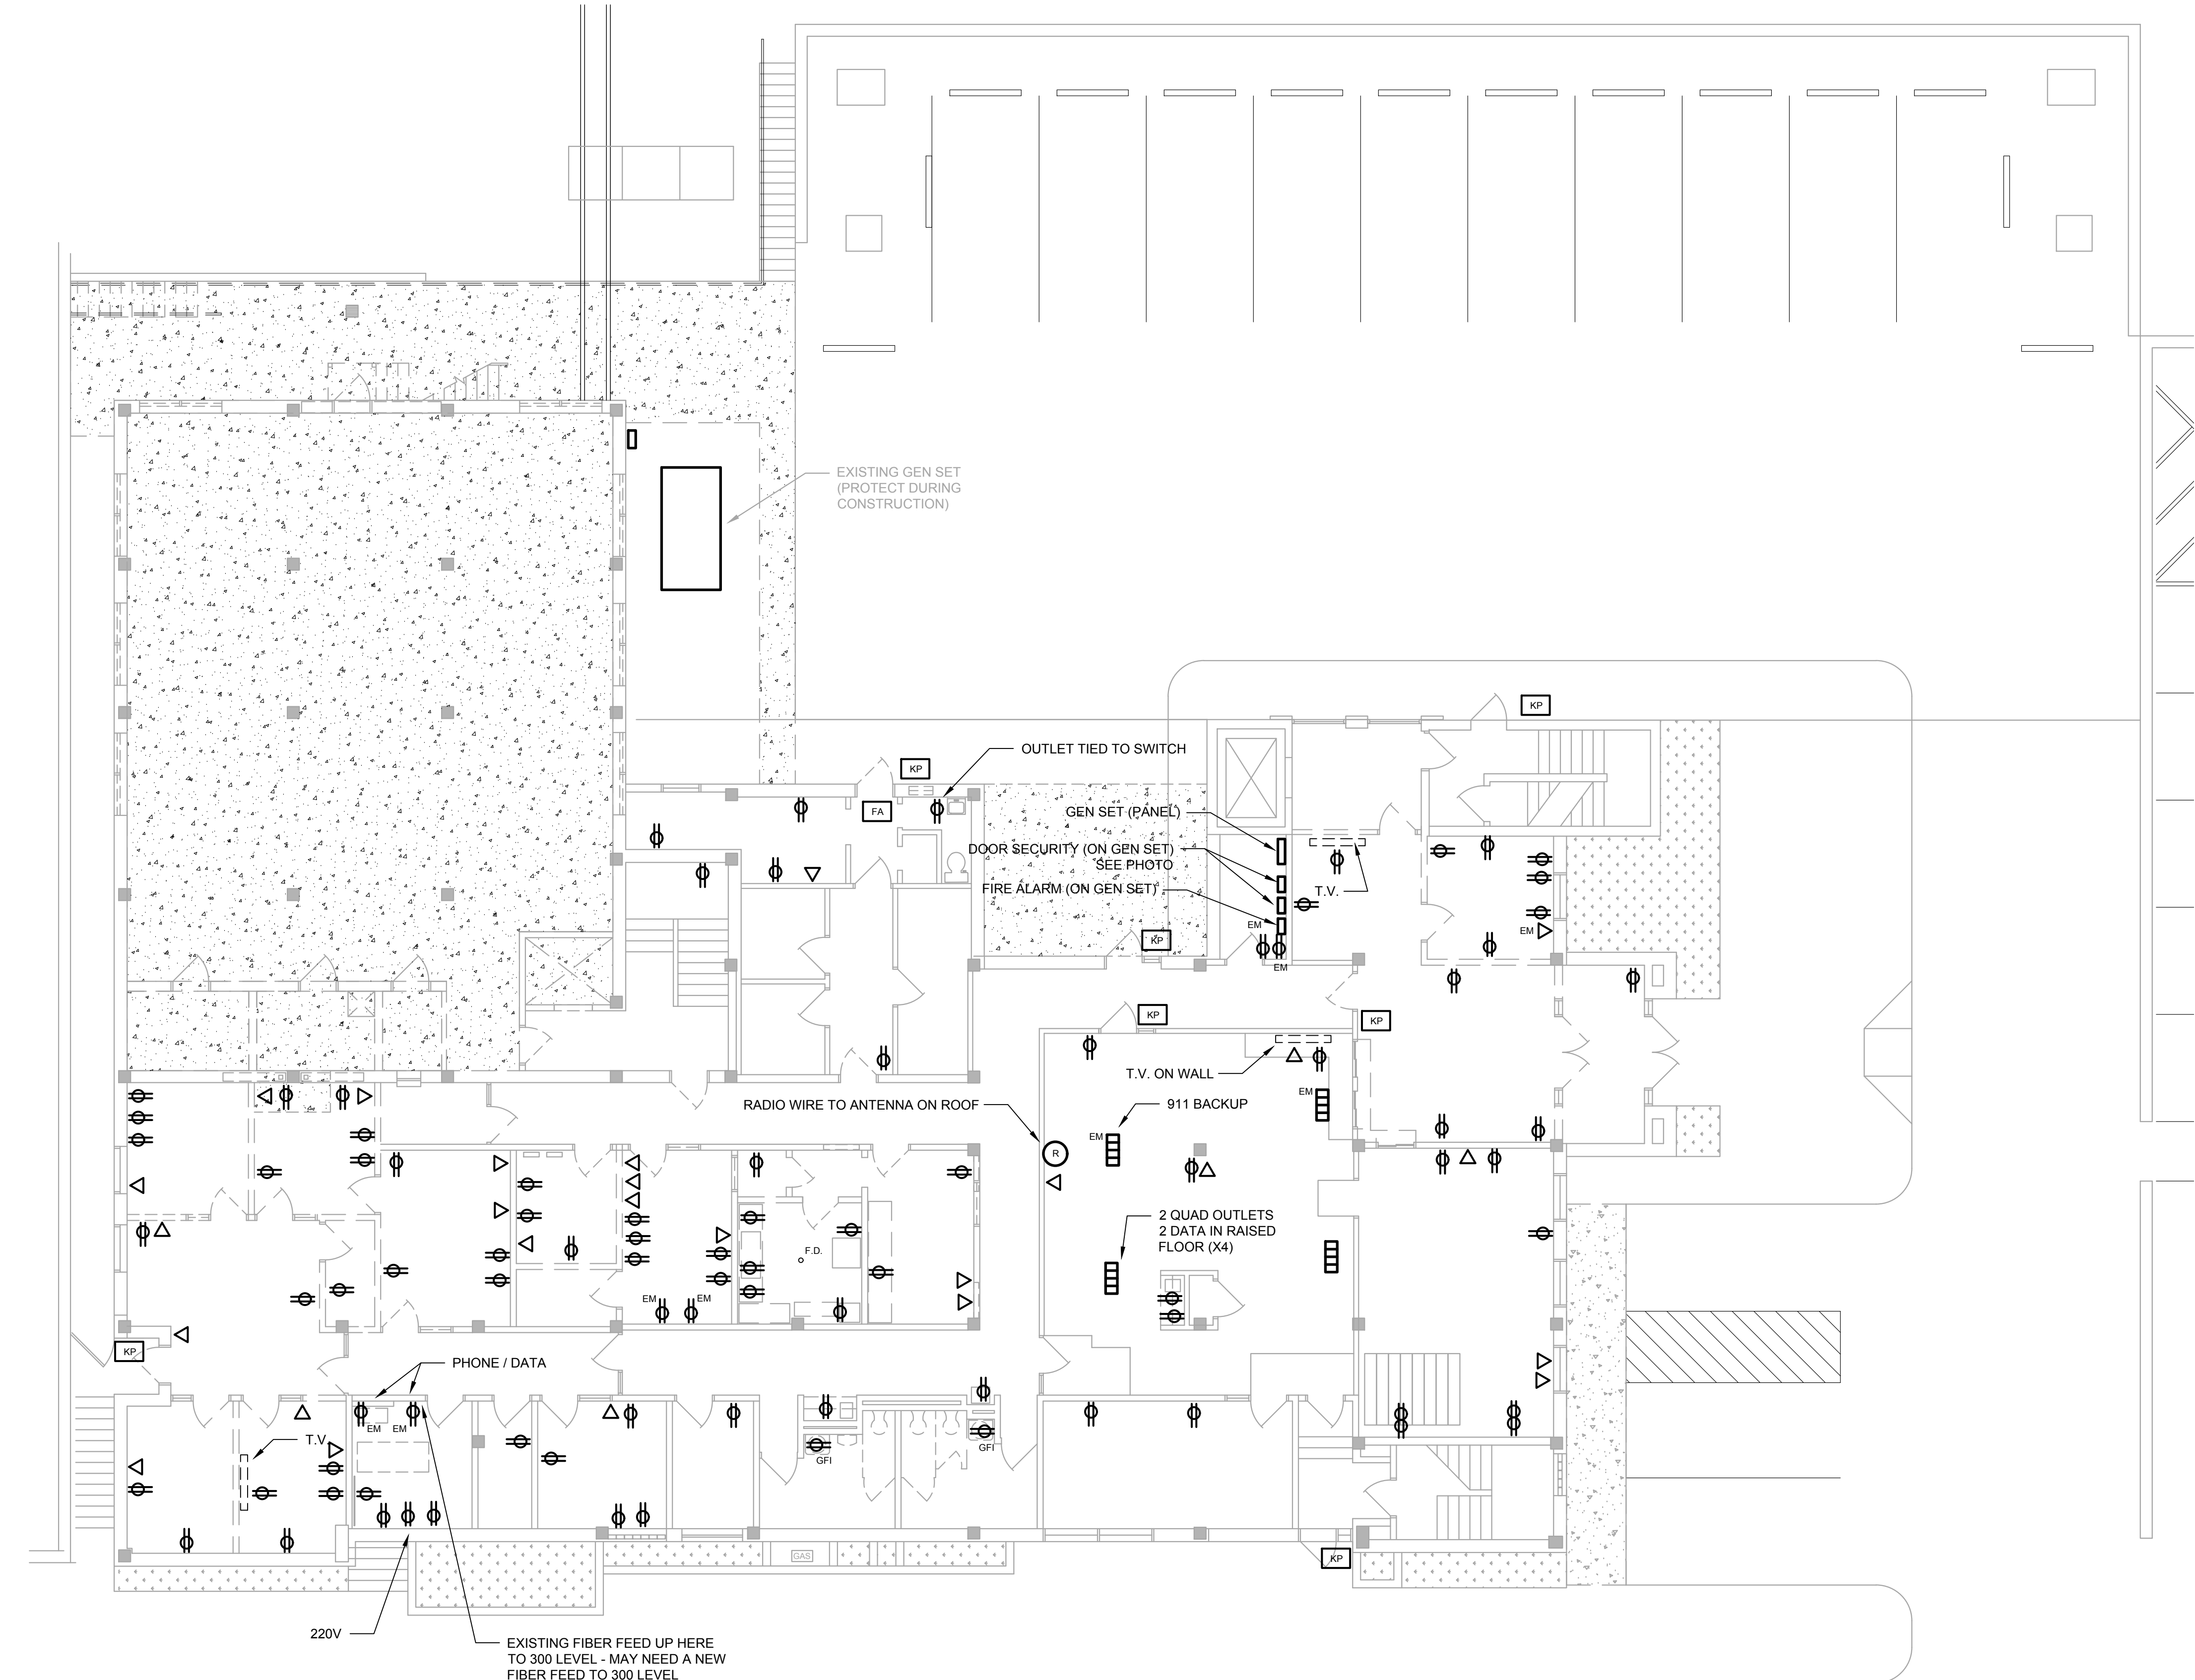 EXISTING GEN SET
(PROTECT DURING
CONSTRUCTION)
KP
OUTLET TIED TO SWITCH
KP
FA
GEN SET (PANEL)
DOOR SECURITY (ON GEN SET)
SEE PHOTO
FIRE ALARM (ON GEN SET)
T.V.
EM
EM
KP
EM
KP
KP
T.V. ON WALL
EM
RADIO WIRE TO ANTENNA ON ROOF
911 BACKUP
EM
R
2 QUAD OUTLETS
2 DATA IN RAISED
FLOOR (X4)
F.D.
EM
EM
KP
PHONE / DATA
EM
EM
T.V.
GFI
GFI
GAS
KP
220V
EXISTING FIBER FEED UP HERE
TO 300 LEVEL - MAY NEED A NEW
FIBER FEED TO 300 LEVEL